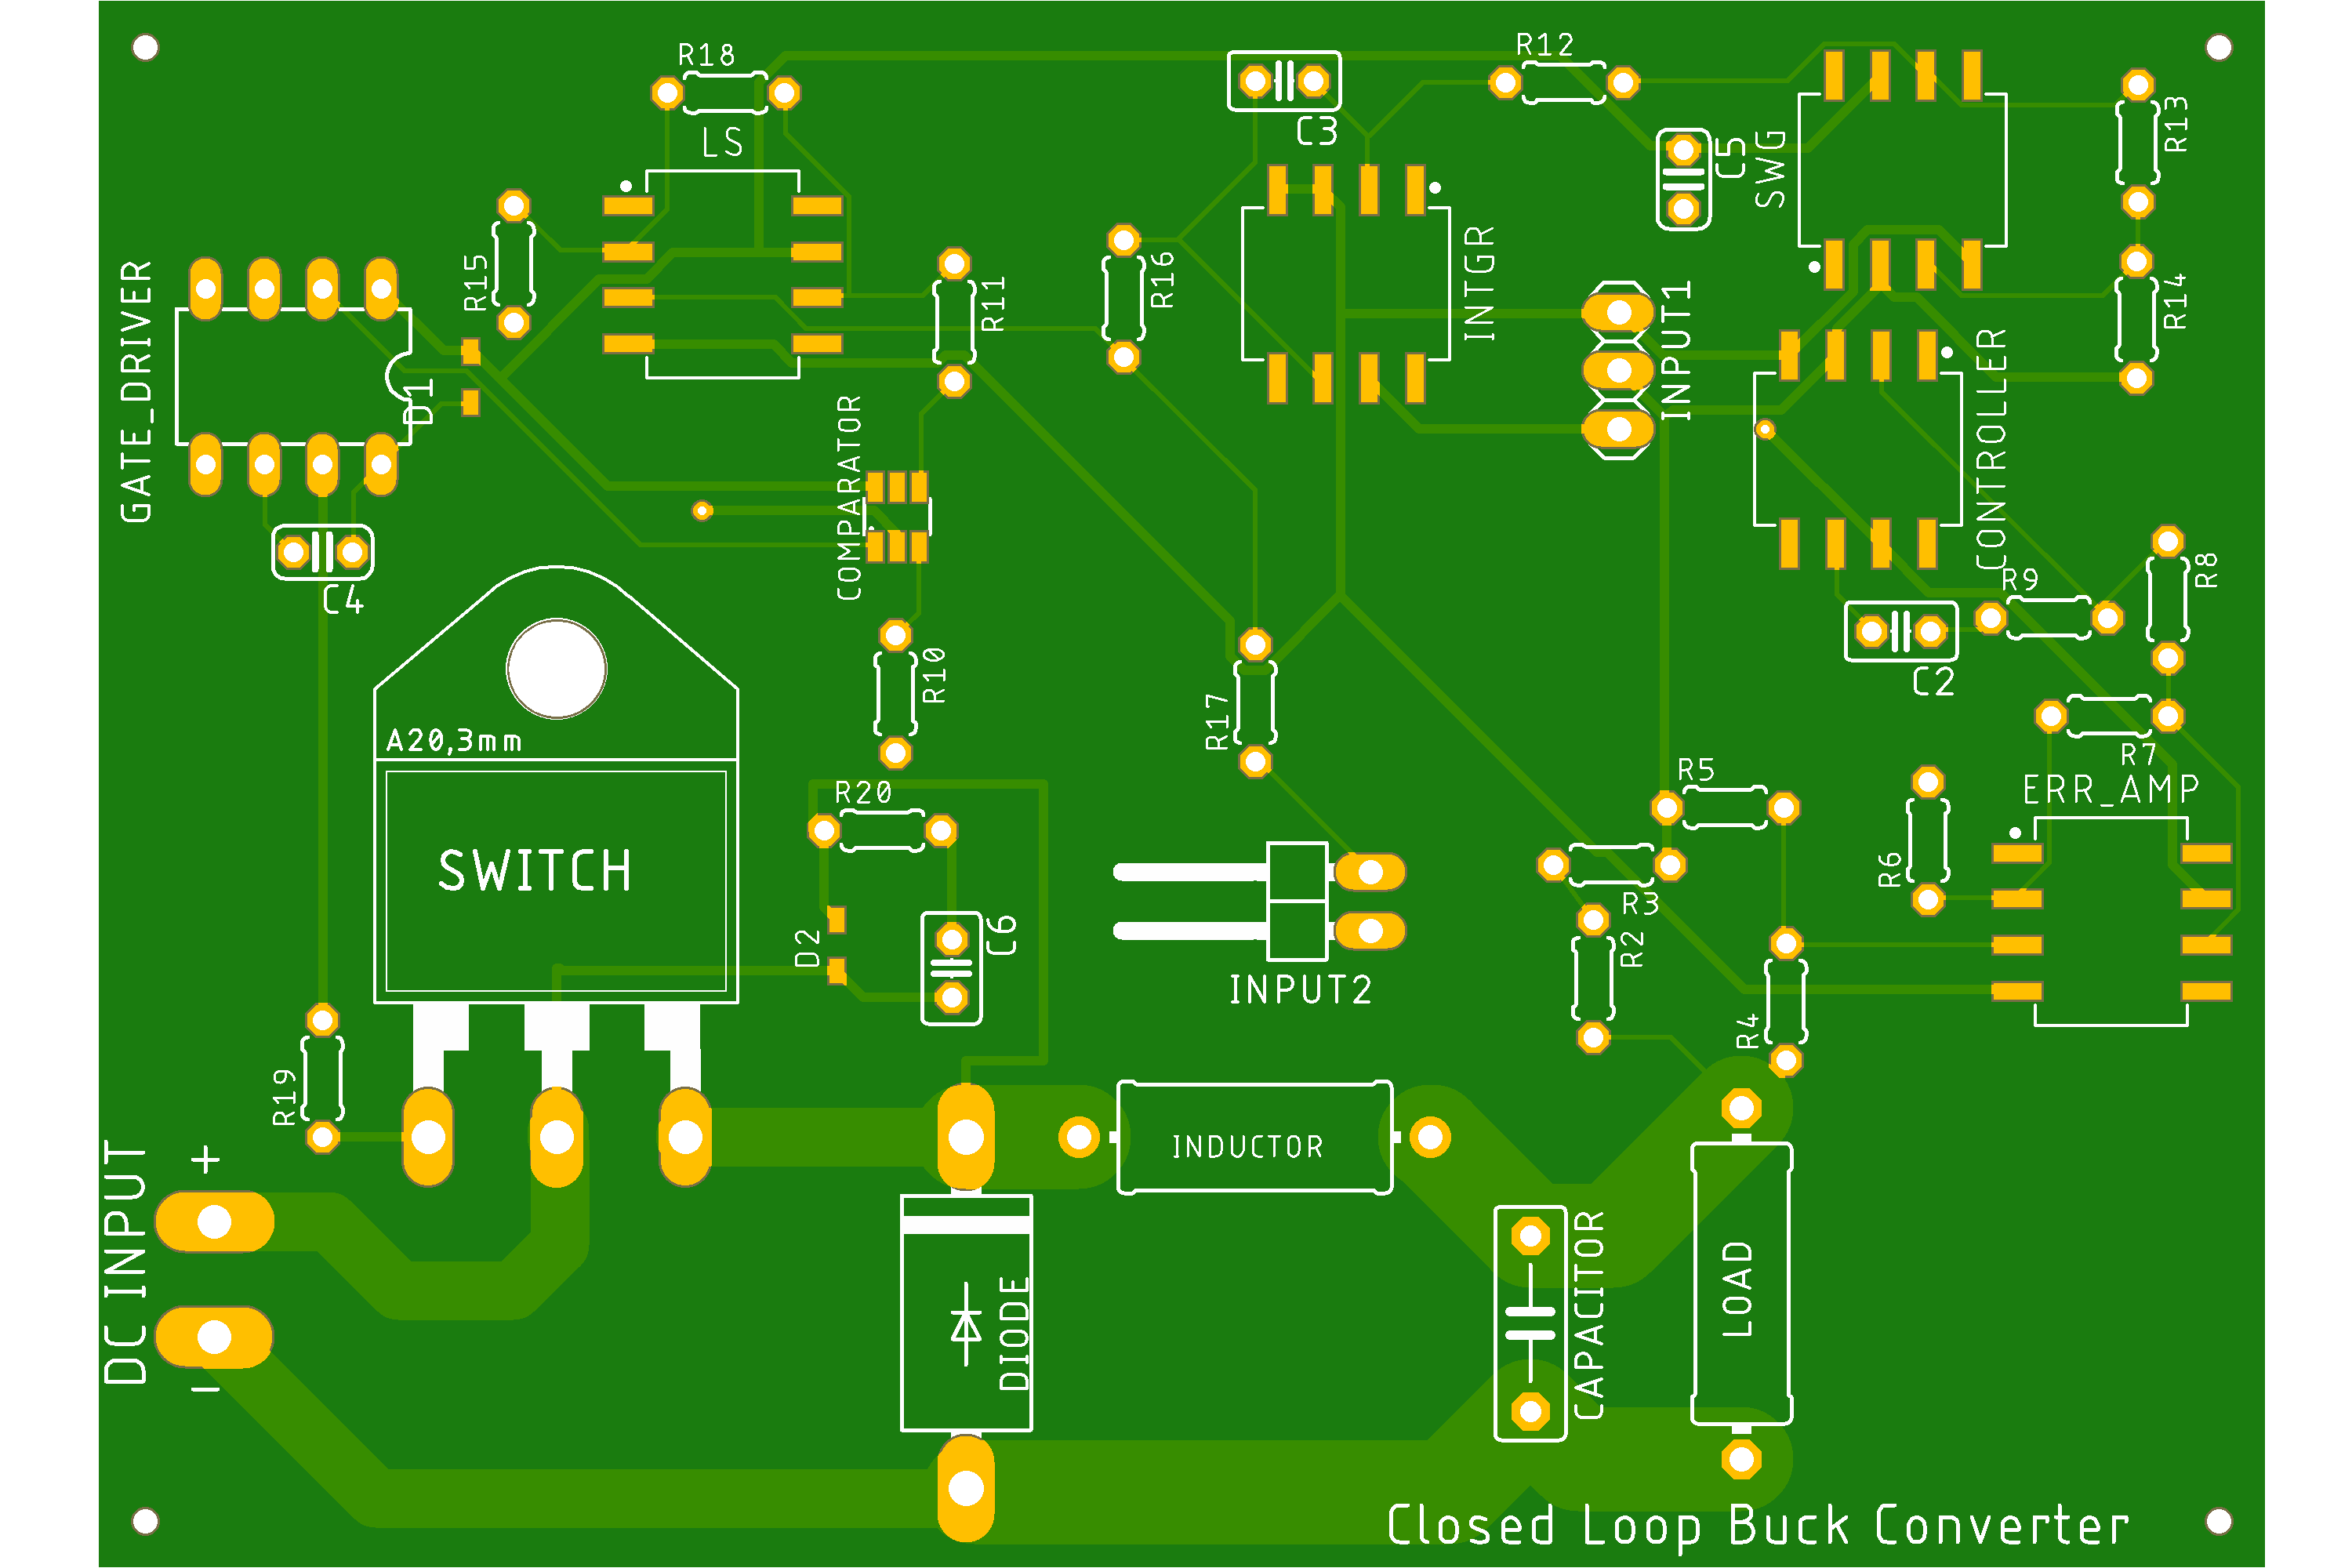 R18
R12
C3
LS
C5
SWG
R13
R15
GATE_DRIVER
R11
R16
INTGR
INPUT1
R14
CONTROLLER
D1
COMPARATOR
C4
R9
R8
C2
R10
R17
A20,3mm
R7
R5
ERR_AMP
R20
SWITCH
R6
R3
D2
C6
R2
INPUT2
R4
R19
DC INPUT
+
−
INDUCTOR
CAPACITOR
LOAD
DIODE
Closed Loop Buck Converter